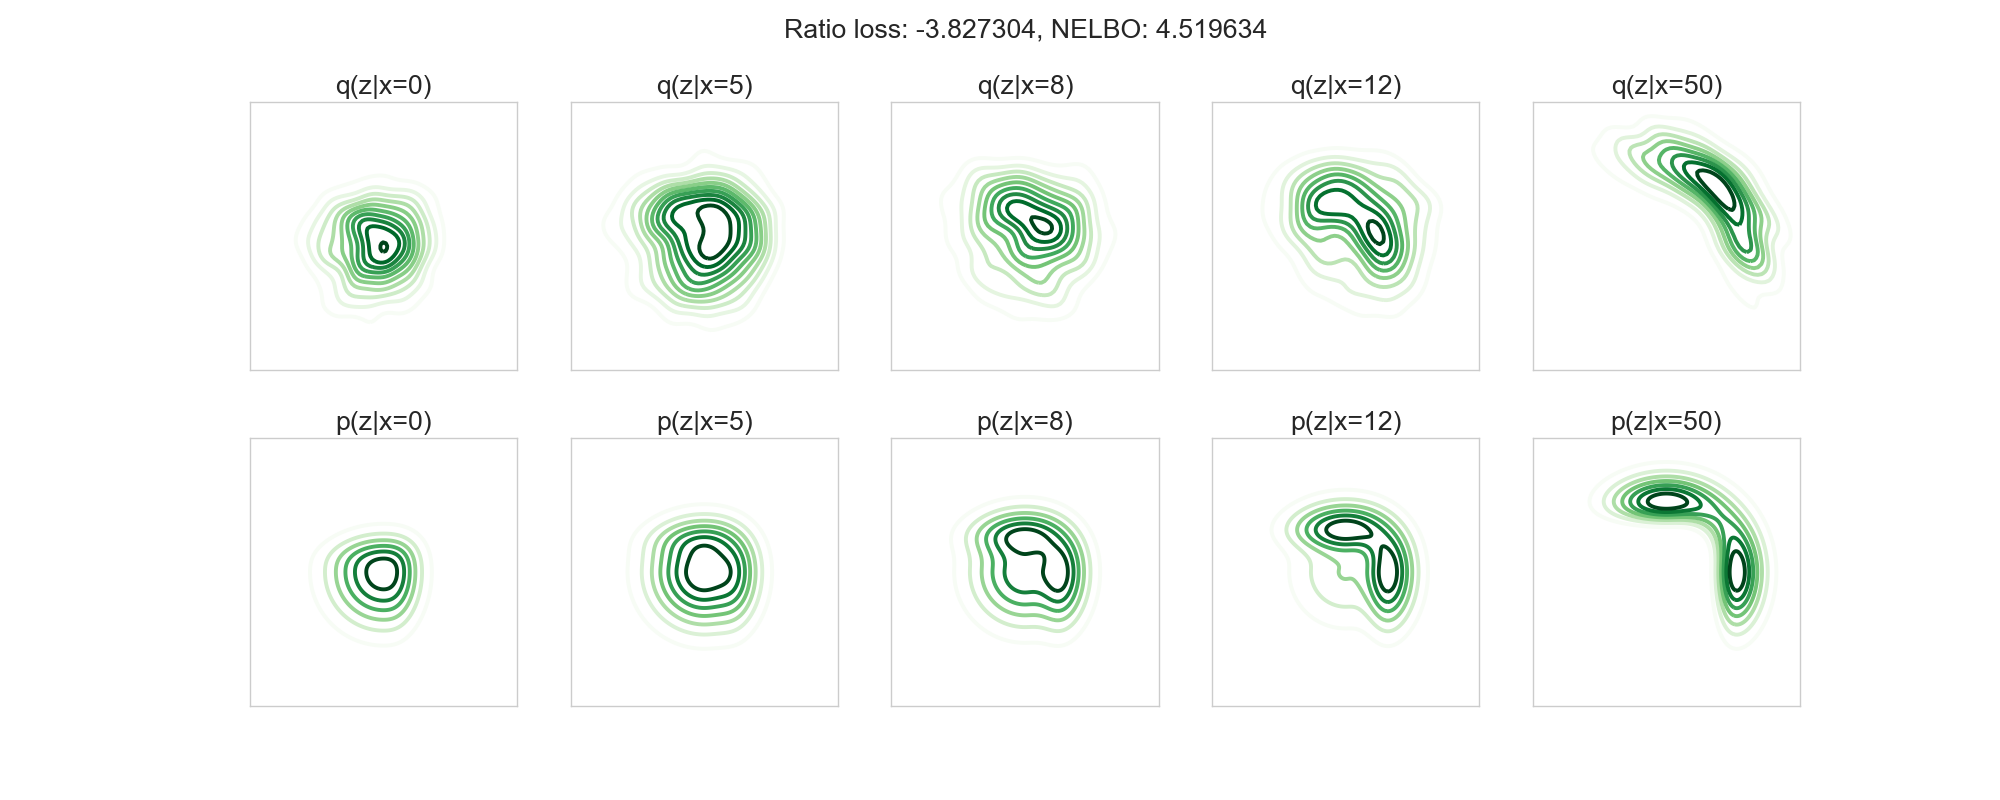 Ratio loss: -3.827304, NELBO: 4.519634
q(z|x=0) q(z|x=5) q(z|x=8) q(z|x=12) q(z|x=50)
p(z|x=0) p(z|x=5) p(z|x=8) p(z|x=12) p(z|x=50)